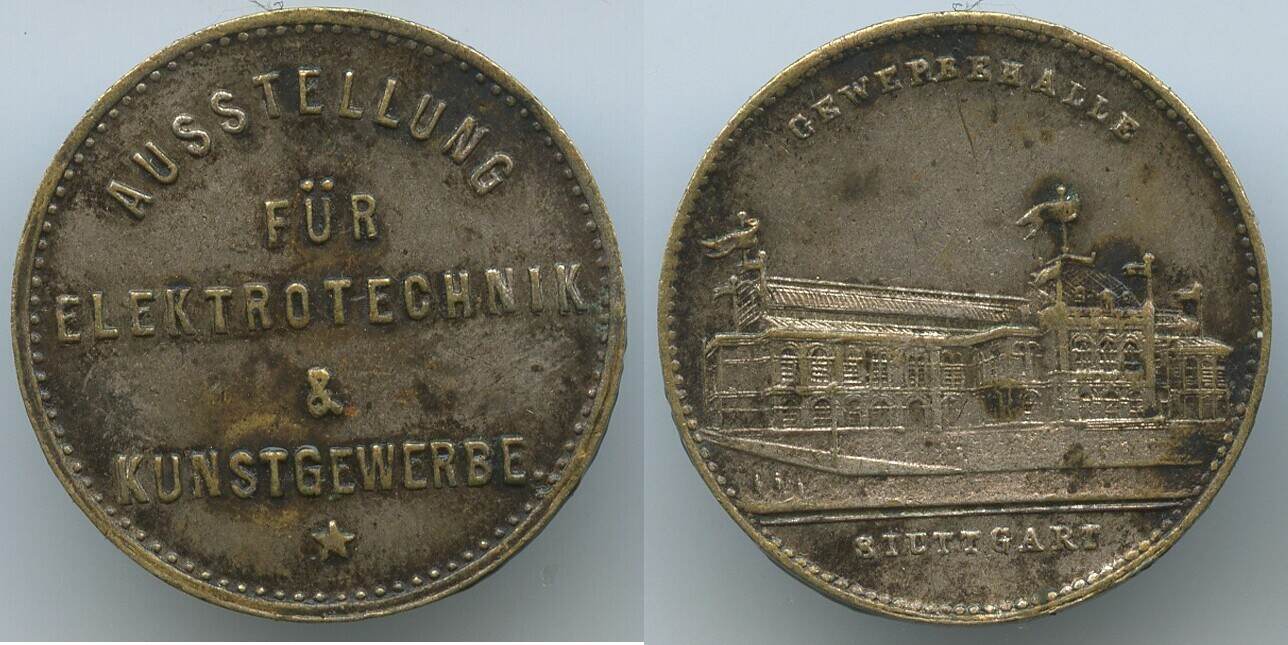 AUSSTELLUNG
FÜR
ELEKTROTECHNIK
&
KUNSTGEWERBE.
GEWERBEHALLE
STUTTGART